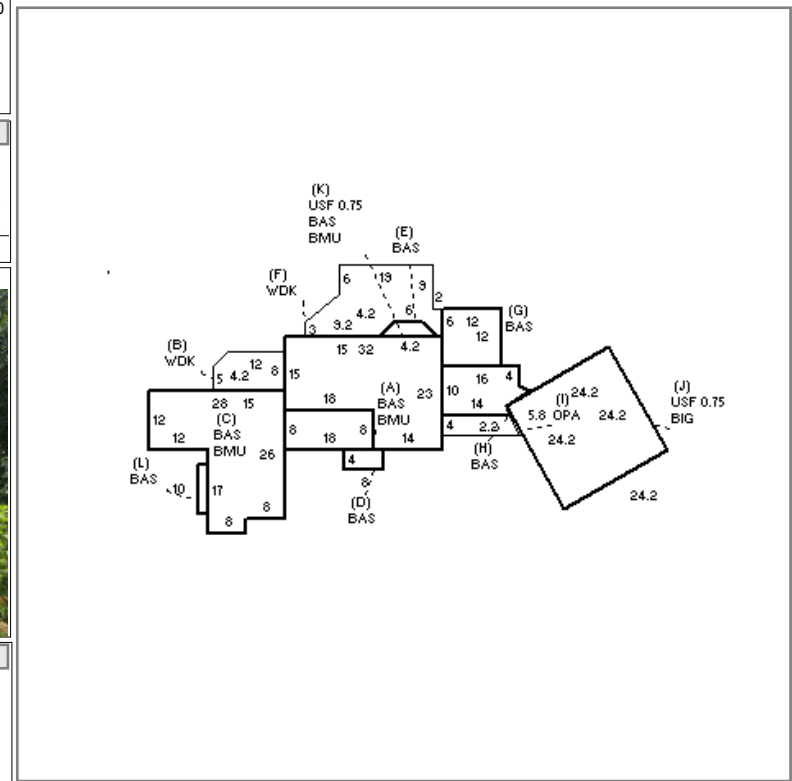 (K)
USF 0.75
BAS
BMU
(E)
BAS
(F)
WDK
6
19
9
2
4.2
6
3
9.2
(G)
BAS
6
12
12
(B)
WDK
12
8
5
4.2
15
32
4.2
15
18
(A)
BAS
BMU
23
10
16
4
14
(J)
USF 0.75
BIG
(I)
OPA
24.2
5.8
24.2
24.2
24.2
28
15
(C)
BAS
BMU
12
12
26
8
18
8
14
4
2.2
(H)
BAS
(L)
BAS
10
17
8
8
4
8
(D)
BAS